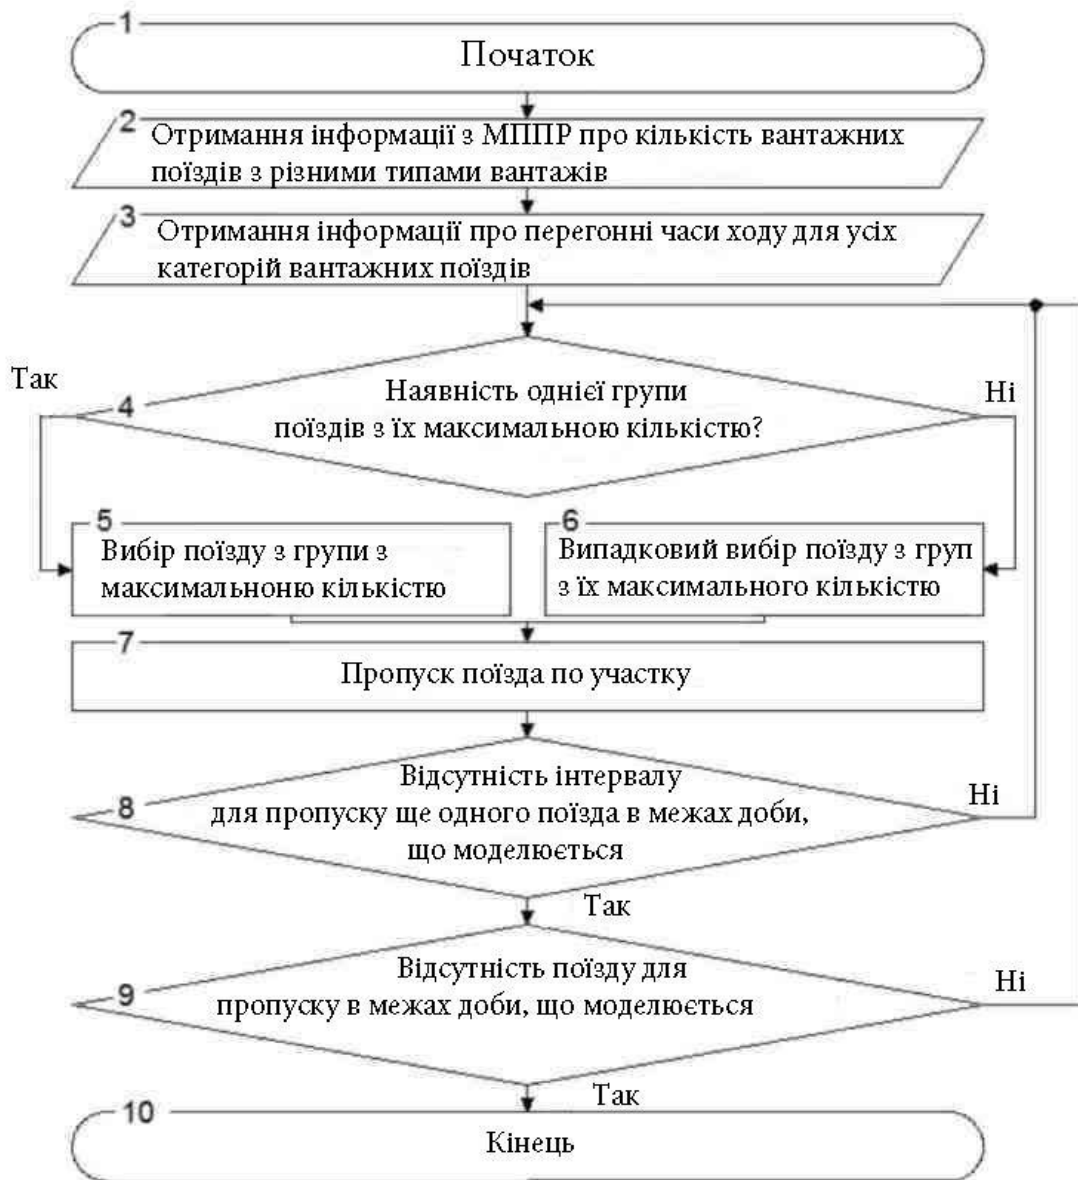 1
Початок
2
Отримання інформації з МППР про кількість вантажних
поїздів з різними типами вантажів
3
Отримання інформації про перегонні часи ходу для усіх
категорій вантажних поїздів
Так
4
Наявність однієї групи
поїздів з їх максимальною кількістю?
Ні
5
Вибір поїзду з групи з
максимальноню кількістю
6
Випадковий вибір поїзду з груп
з їх максимального кількістю
7
Пропуск поїзда по участку
8
Відсутність інтервалу
для пропуску ще одного поїзда в межах доби,
що моделюється
Ні
Так
9
Відсутність поїзду для
пропуску в межах доби, що моделюється
Ні
Так
10
Кінець